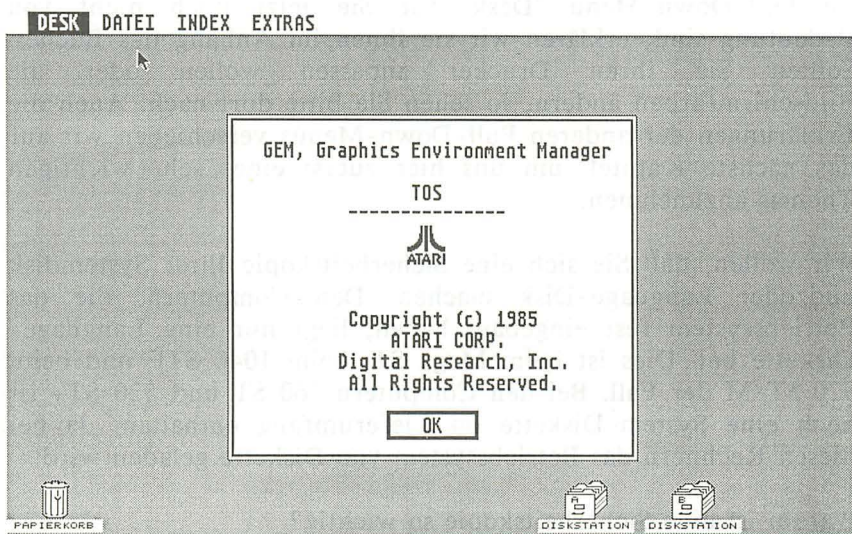 DESK DATEI INDEX EXTRAS
GEM, Graphics Environment Manager
TOS
ATARI
Copyright (c) 1985
ATARI CORP.
Digital Research, Inc.
All Rights Reserved.
OK
A
B
PAPIERKORB
DISKSTATION DISKSTATION